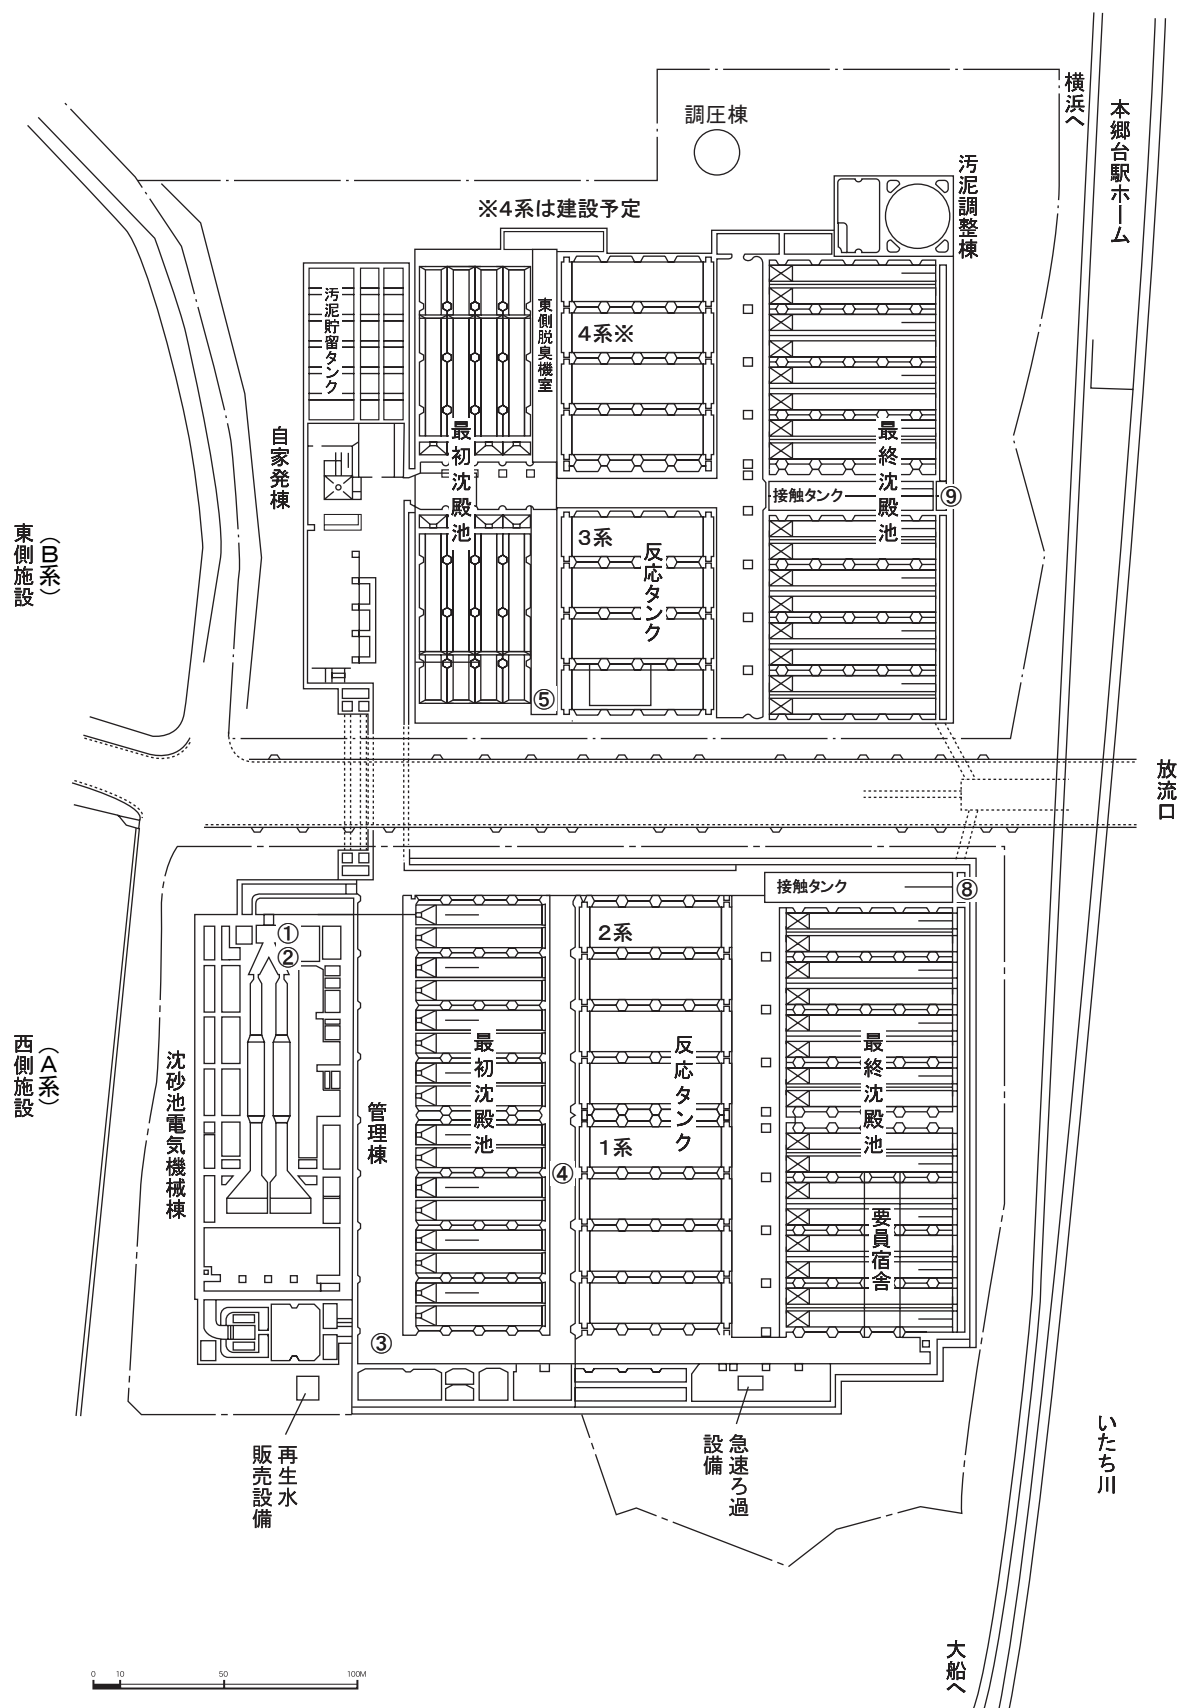 横浜へ
本郷台駅ホーム
調圧棟
汚泥調整棟
※4系は建設予定
汚泥貯留タンク
東側脱臭機室
4系※
最初沈殿池
最終沈殿池
自家発棟
接触タンク
⑨
東側施設
（B系）
3系
反応タンク
⑤
放流口
接触タンク
⑧
①
②
2系
西側施設
（A系）
沈砂池電気機械棟
管理棟
最初沈殿池
反応タンク
最終沈殿池
1系
④
要員宿舎
③
再生水
販売設備
急速ろ過
設備
いたち川
大船へ
0 10 50 100M